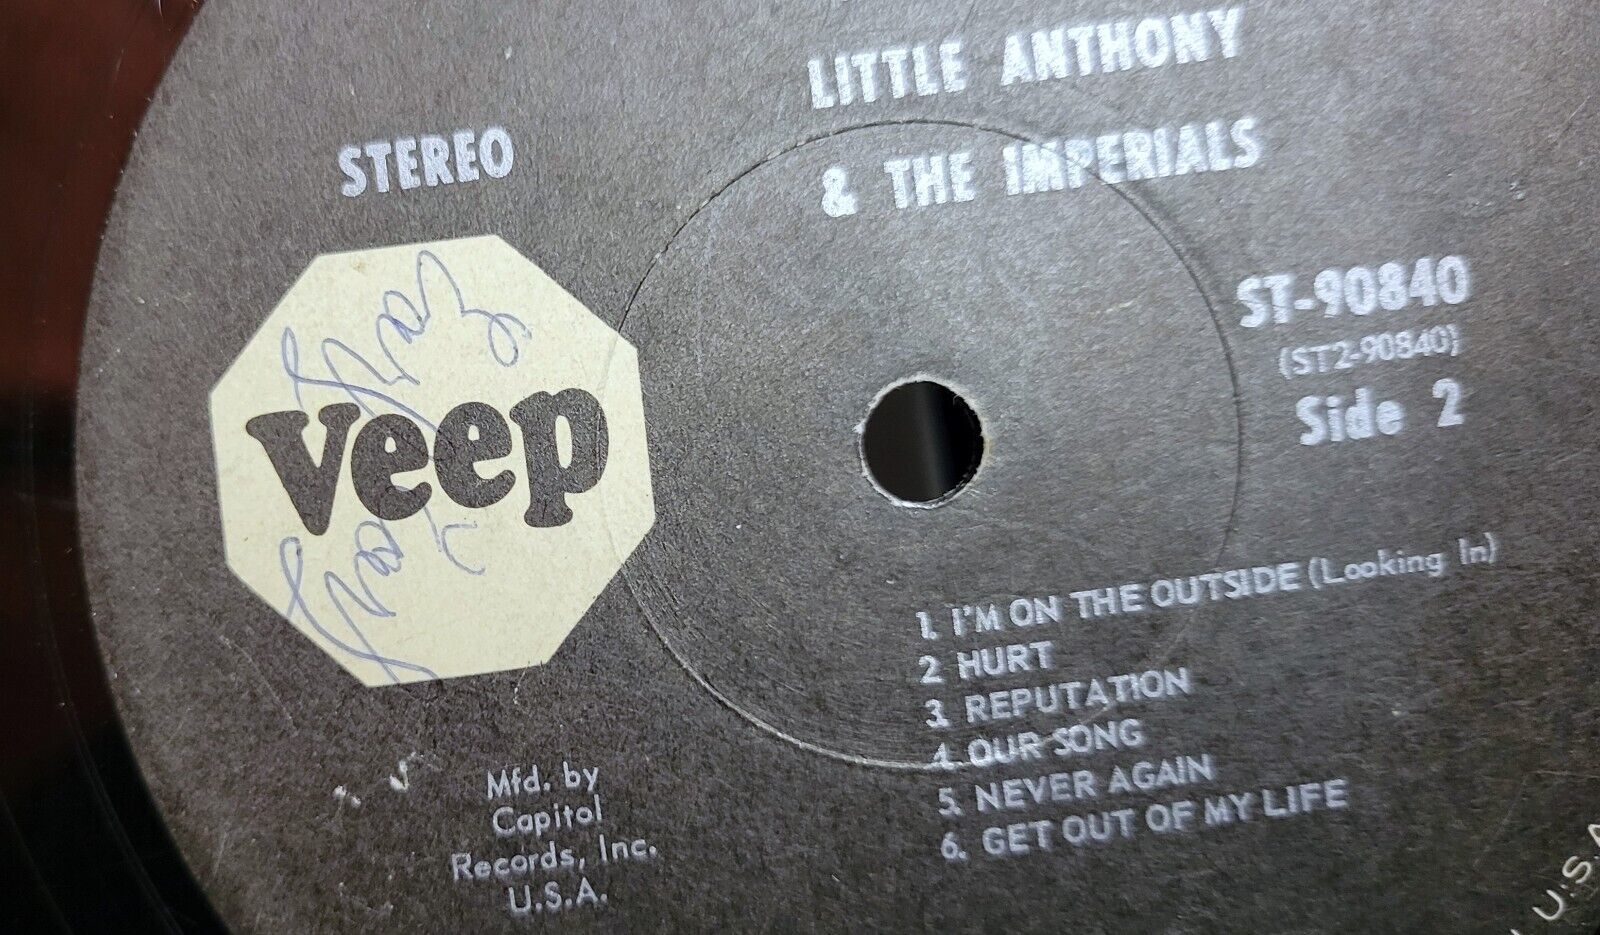 LITTLE ANTHONY
& THE IMPERIALS
STEREO
ST-90840
(ST2-90840)
Side 2
Veep
1. I'M ON THE OUTSIDE (Looking In)
2. HURT
3. REPUTATION
4. OUR SONG
5. NEVER AGAIN
6. GET OUT OF MY LIFE
Mfd. by
Capitol
Records, Inc.
U.S.A.
U.S.A